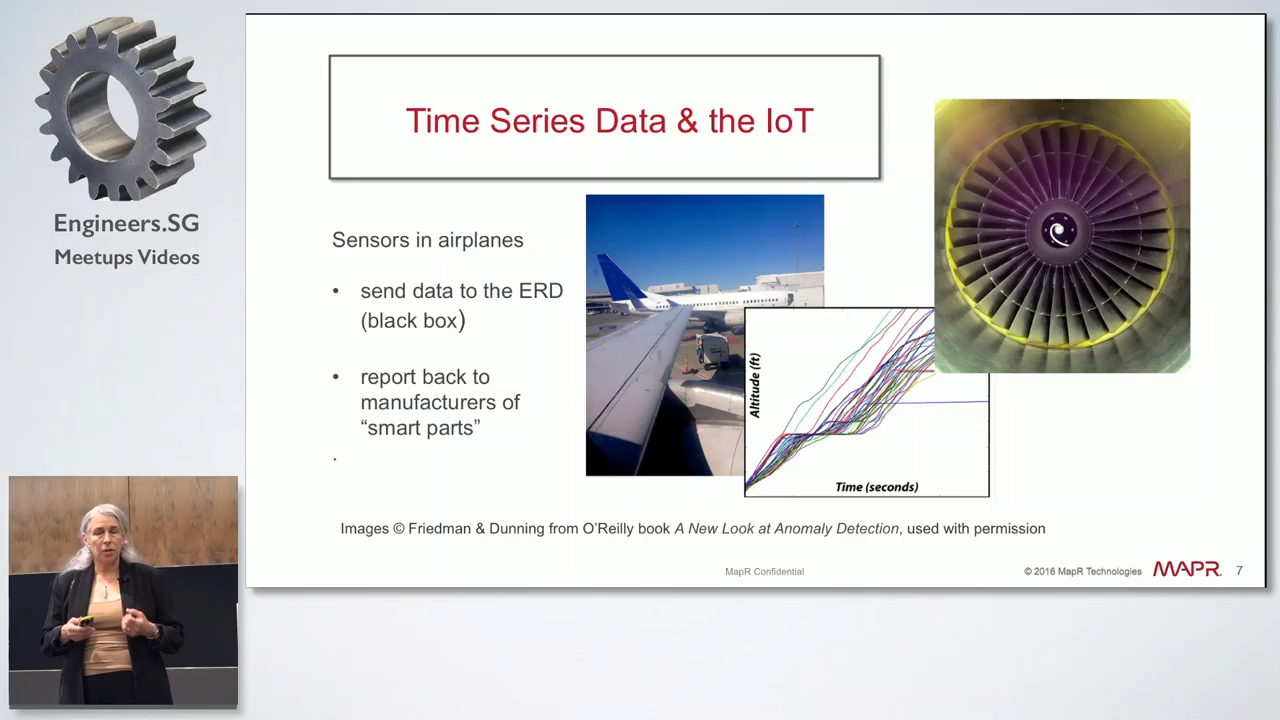 Engineers.SG
Meetups Videos
Time Series Data & the IoT
Sensors in airplanes
• send data to the ERD
(black box)
• report back to
manufacturers of
“smart parts”
.
Altitude (ft)
Time (seconds)
Images © Friedman & Dunning from O’Reilly book A New Look at Anomaly Detection, used with permission
MapR Confidential
© 2016 MapR Technologies
MAPR.
7